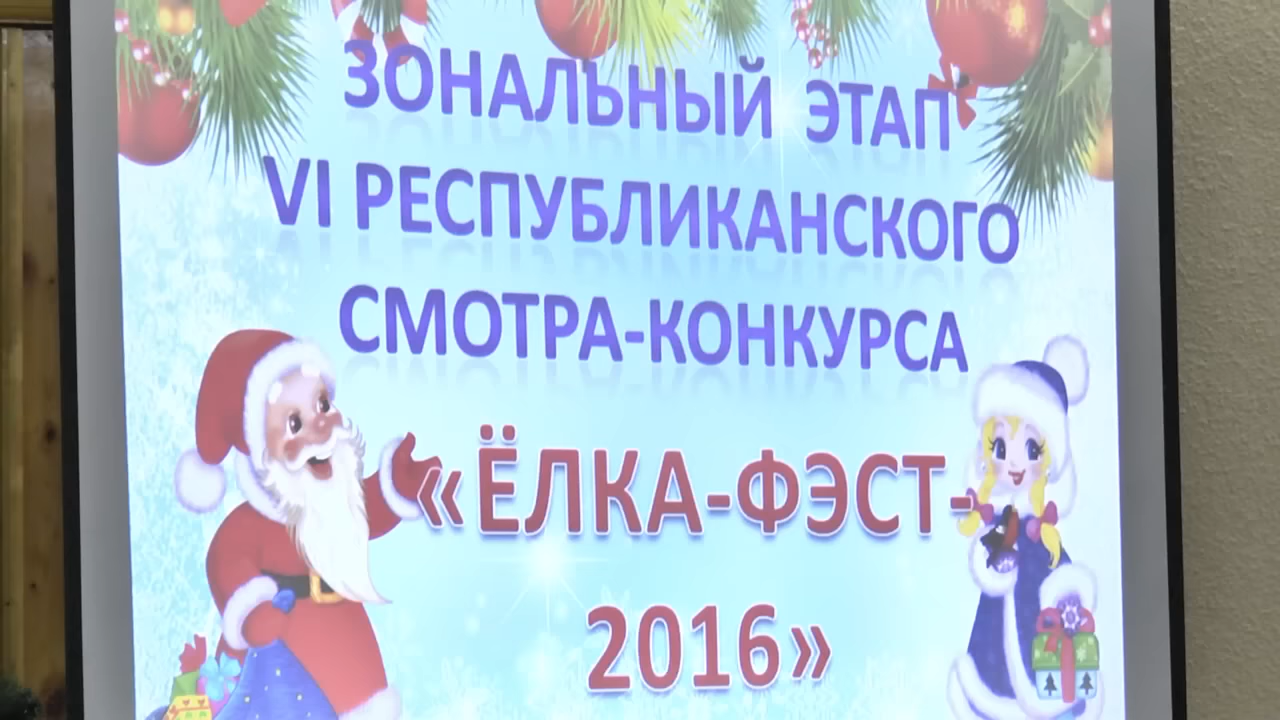 ЗОНАЛЬНЫЙ ЭТАП
VI РЕСПУБЛИКАНСКОГО
СМОТРА-КОНКУРСА
«ЁЛКА-ФЭСТ-
2016»